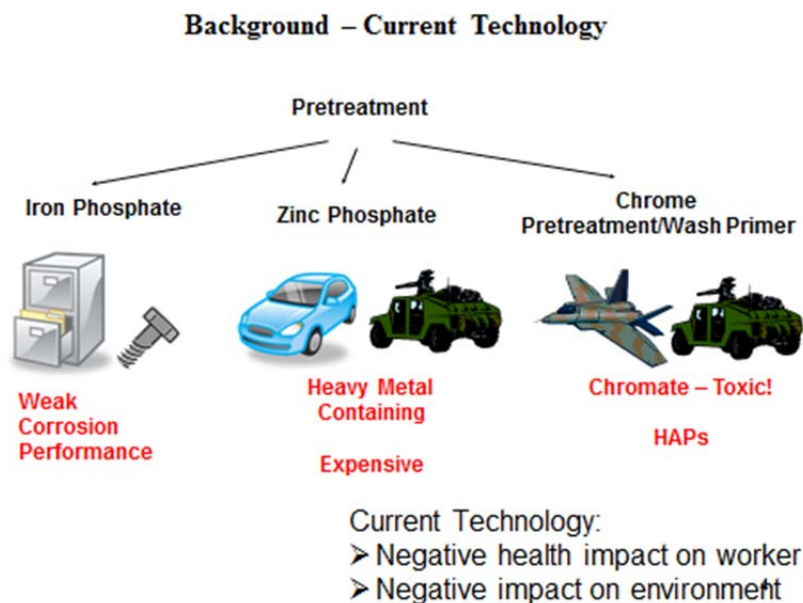 Background – Current Technology
Pretreatment
Iron Phosphate
Zinc Phosphate
Chrome
Pretreatment/Wash Primer
Weak
Corrosion
Performance
Heavy Metal
Containing
Expensive
Chromate – Toxic!
HAPs
Current Technology:
➢ Negative health impact on worker
➢ Negative impact on environment